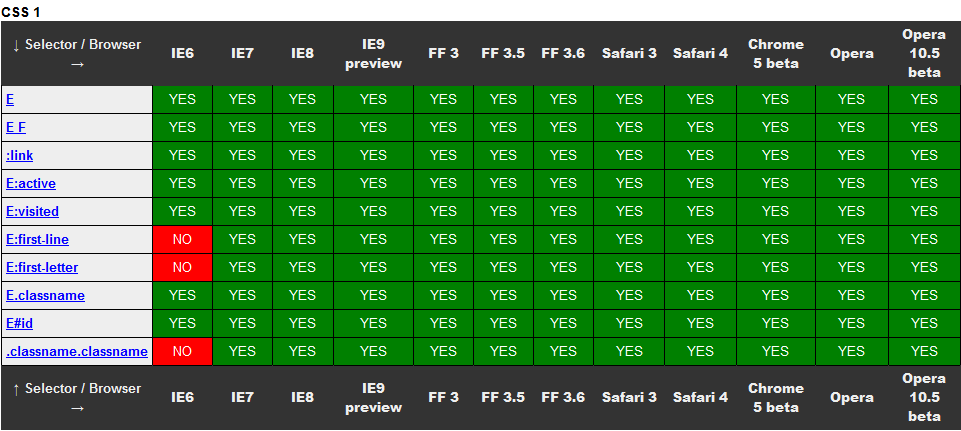 CSS 1
↓ Selector / Browser → IE6 IE7 IE8 IE9 preview FF 3 FF 3.5 FF 3.6 Safari 3 Safari 4 Chrome 5 beta Opera Opera 10.5 beta
E YES YES YES YES YES YES YES YES YES YES YES YES
E F YES YES YES YES YES YES YES YES YES YES YES YES
:link YES YES YES YES YES YES YES YES YES YES YES YES
E:active YES YES YES YES YES YES YES YES YES YES YES YES
E:visited YES YES YES YES YES YES YES YES YES YES YES YES
E:first-line NO YES YES YES YES YES YES YES YES YES YES YES
E:first-letter NO YES YES YES YES YES YES YES YES YES YES YES
E.classname YES YES YES YES YES YES YES YES YES YES YES YES
E#id YES YES YES YES YES YES YES YES YES YES YES YES
.classname.classname NO YES YES YES YES YES YES YES YES YES YES YES
↑ Selector / Browser → IE6 IE7 IE8 IE9 preview FF 3 FF 3.5 FF 3.6 Safari 3 Safari 4 Chrome 5 beta Opera Opera 10.5 beta